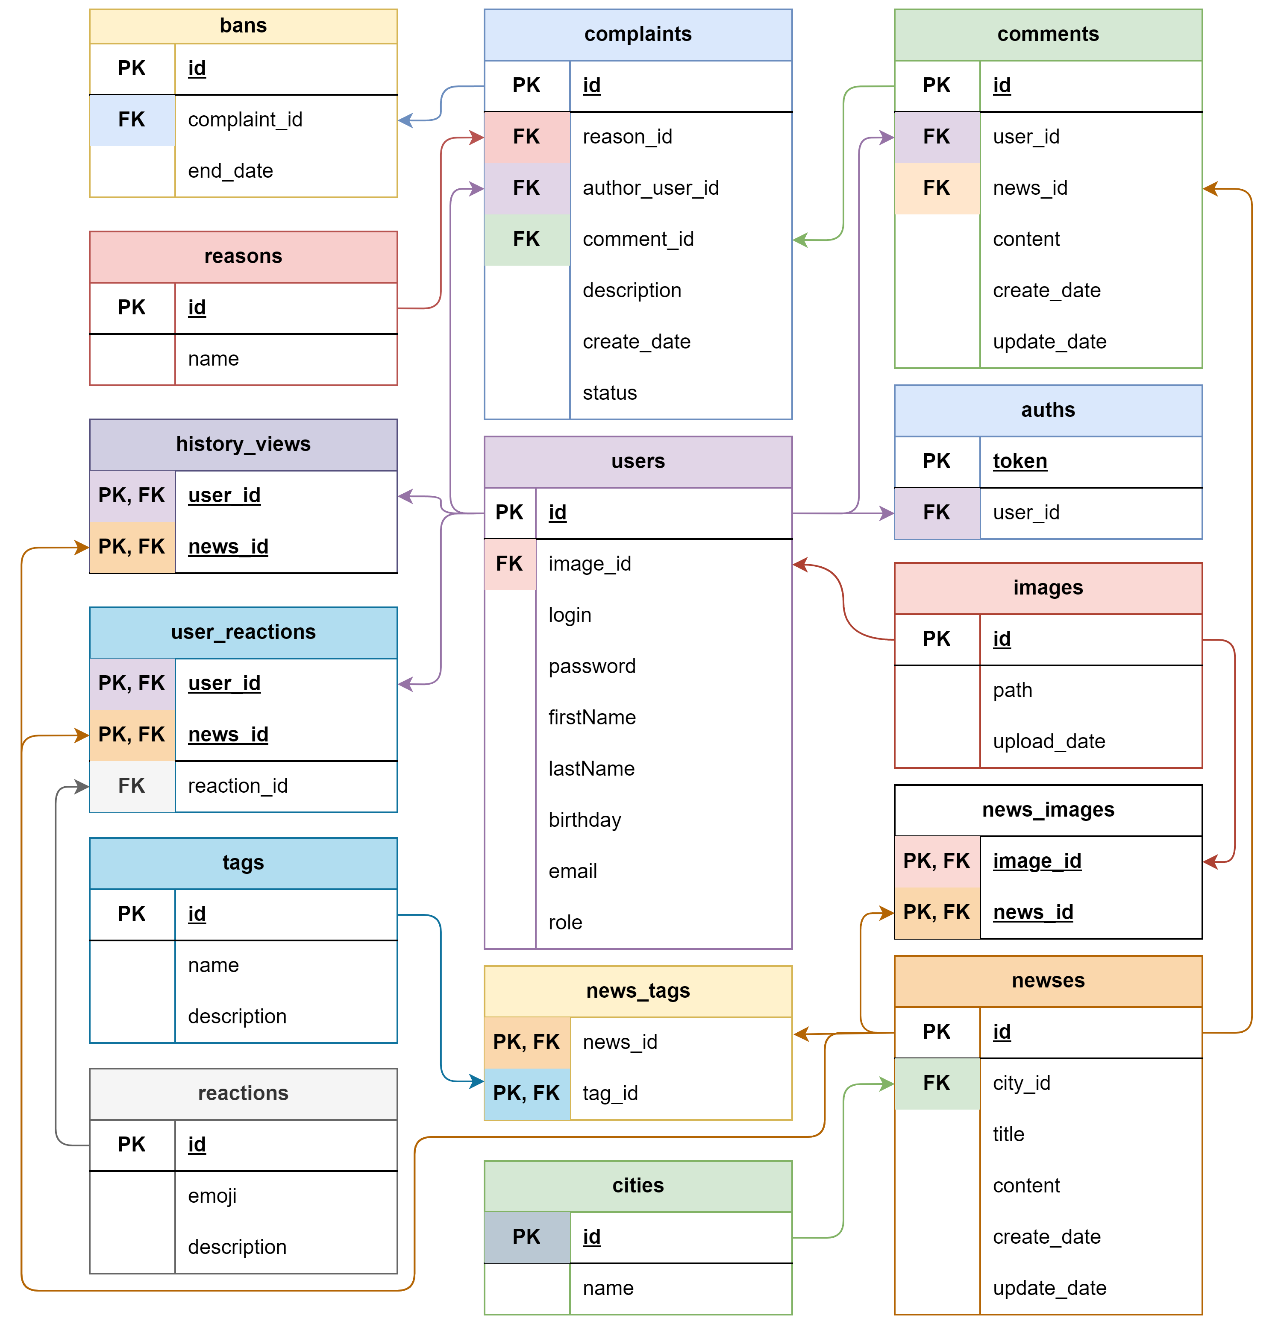 bans
PK id
FK complaint_id
end_date
reasons
PK id
name
history_views
PK, FK user_id
PK, FK news_id
user_reactions
PK, FK user_id
PK, FK news_id
FK reaction_id
tags
PK id
name
description
reactions
PK id
emoji
description
complaints
PK id
FK reason_id
FK author_user_id
FK comment_id
description
create_date
status
users
PK id
FK image_id
login
password
firstName
lastName
birthday
email
role
news_tags
PK, FK news_id
PK, FK tag_id
cities
PK id
name
comments
PK id
FK user_id
FK news_id
content
create_date
update_date
auths
PK token
FK user_id
images
PK id
path
upload_date
news_images
PK, FK image_id
PK, FK news_id
newses
PK id
FK city_id
title
content
create_date
update_date